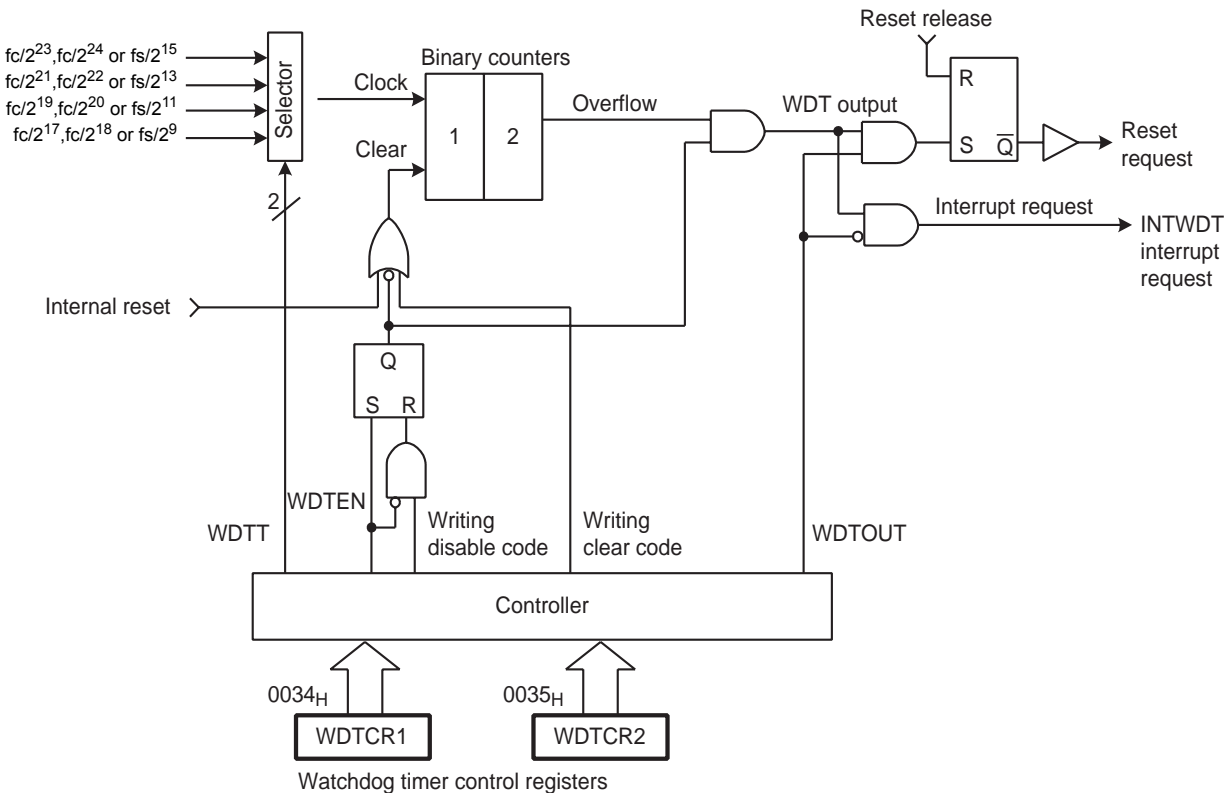 Reset release
fc/2^23,fc/2^24 or fs/2^15
fc/2^21,fc/2^22 or fs/2^13
fc/2^19,fc/2^20 or fs/2^11
fc/2^17,fc/2^18 or fs/2^9
Selector
Binary counters
Clock
Clear
1
2
Overflow
WDT output
R
S
Q̅
Reset
request
2
Interrupt request
INTWDT
interrupt
request
Internal reset
Q
S
R
WDTT
WDTEN
Writing
disable code
Writing
clear code
WDTOUT
Controller
0034H
0035H
WDTCR1
WDTCR2
Watchdog timer control registers